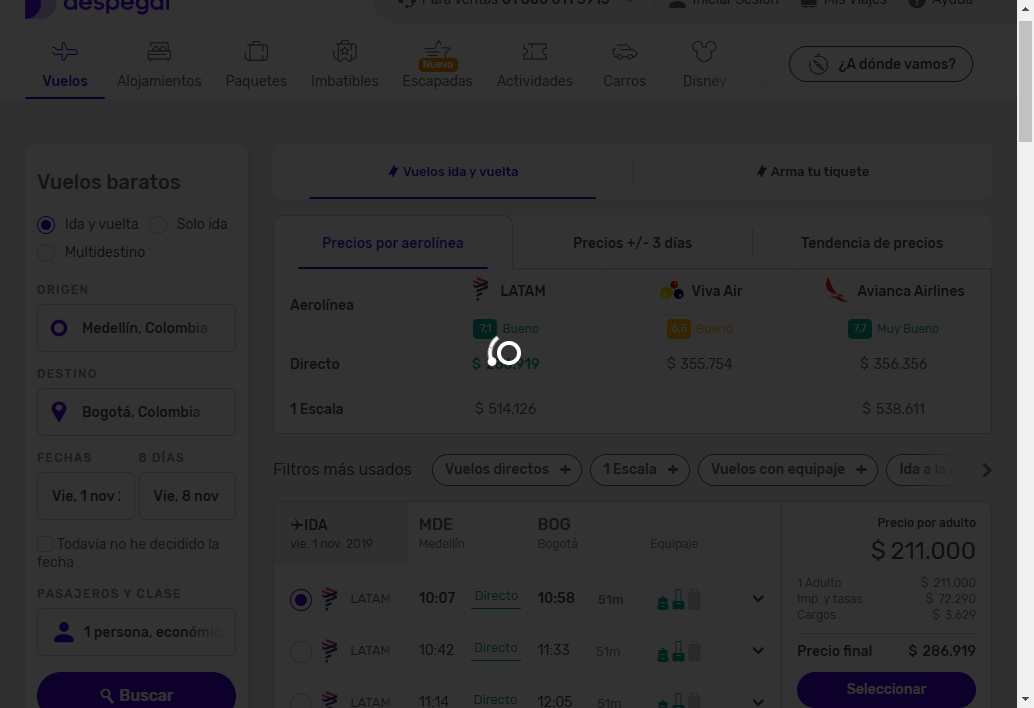 despegar
Para ventas 01 800 011 5913
Iniciar Sesión
Mis Viajes
Ayuda
Vuelos
Alojamientos
Paquetes
Imbatibles
Nuevo
Escapadas
Actividades
Carros
Disney
¿A dónde vamos?
Vuelos baratos
Ida y vuelta
Solo ida
Multidestino
ORIGEN
Medellín, Colombia
DESTINO
Bogotá, Colombia
FECHAS
8 DÍAS
Vie, 1 nov
Vie, 8 nov
Todavía no he decidido la
fecha
PASAJEROS Y CLASE
1 persona, económic
Buscar
Vuelos ida y vuelta
Arma tu tiquete
Precios por aerolínea
Precios +/- 3 días
Tendencia de precios
Aerolínea
LATAM
Viva Air
Avianca Airlines
7.1 Bueno
6.5 Bueno
7.7 Muy Bueno
Directo
$ 286.919
$ 355.754
$ 356.356
1 Escala
$ 514.126
$ 538.611
Filtros más usados
Vuelos directos +
1 Escala +
Vuelos con equipaje +
Ida a la
IDA
vie. 1 nov. 2019
MDE
Medellín
BOG
Bogotá
Equipaje
LATAM 10:07 Directo 10:58 51m
LATAM 10:42 Directo 11:33 51m
LATAM 11:14 Directo 12:05 51m
Precio por adulto
$ 211.000
1 Adulto $ 211.000
Imp. y tasas $ 72.290
Cargos $ 3.629
Precio final $ 286.919
Seleccionar